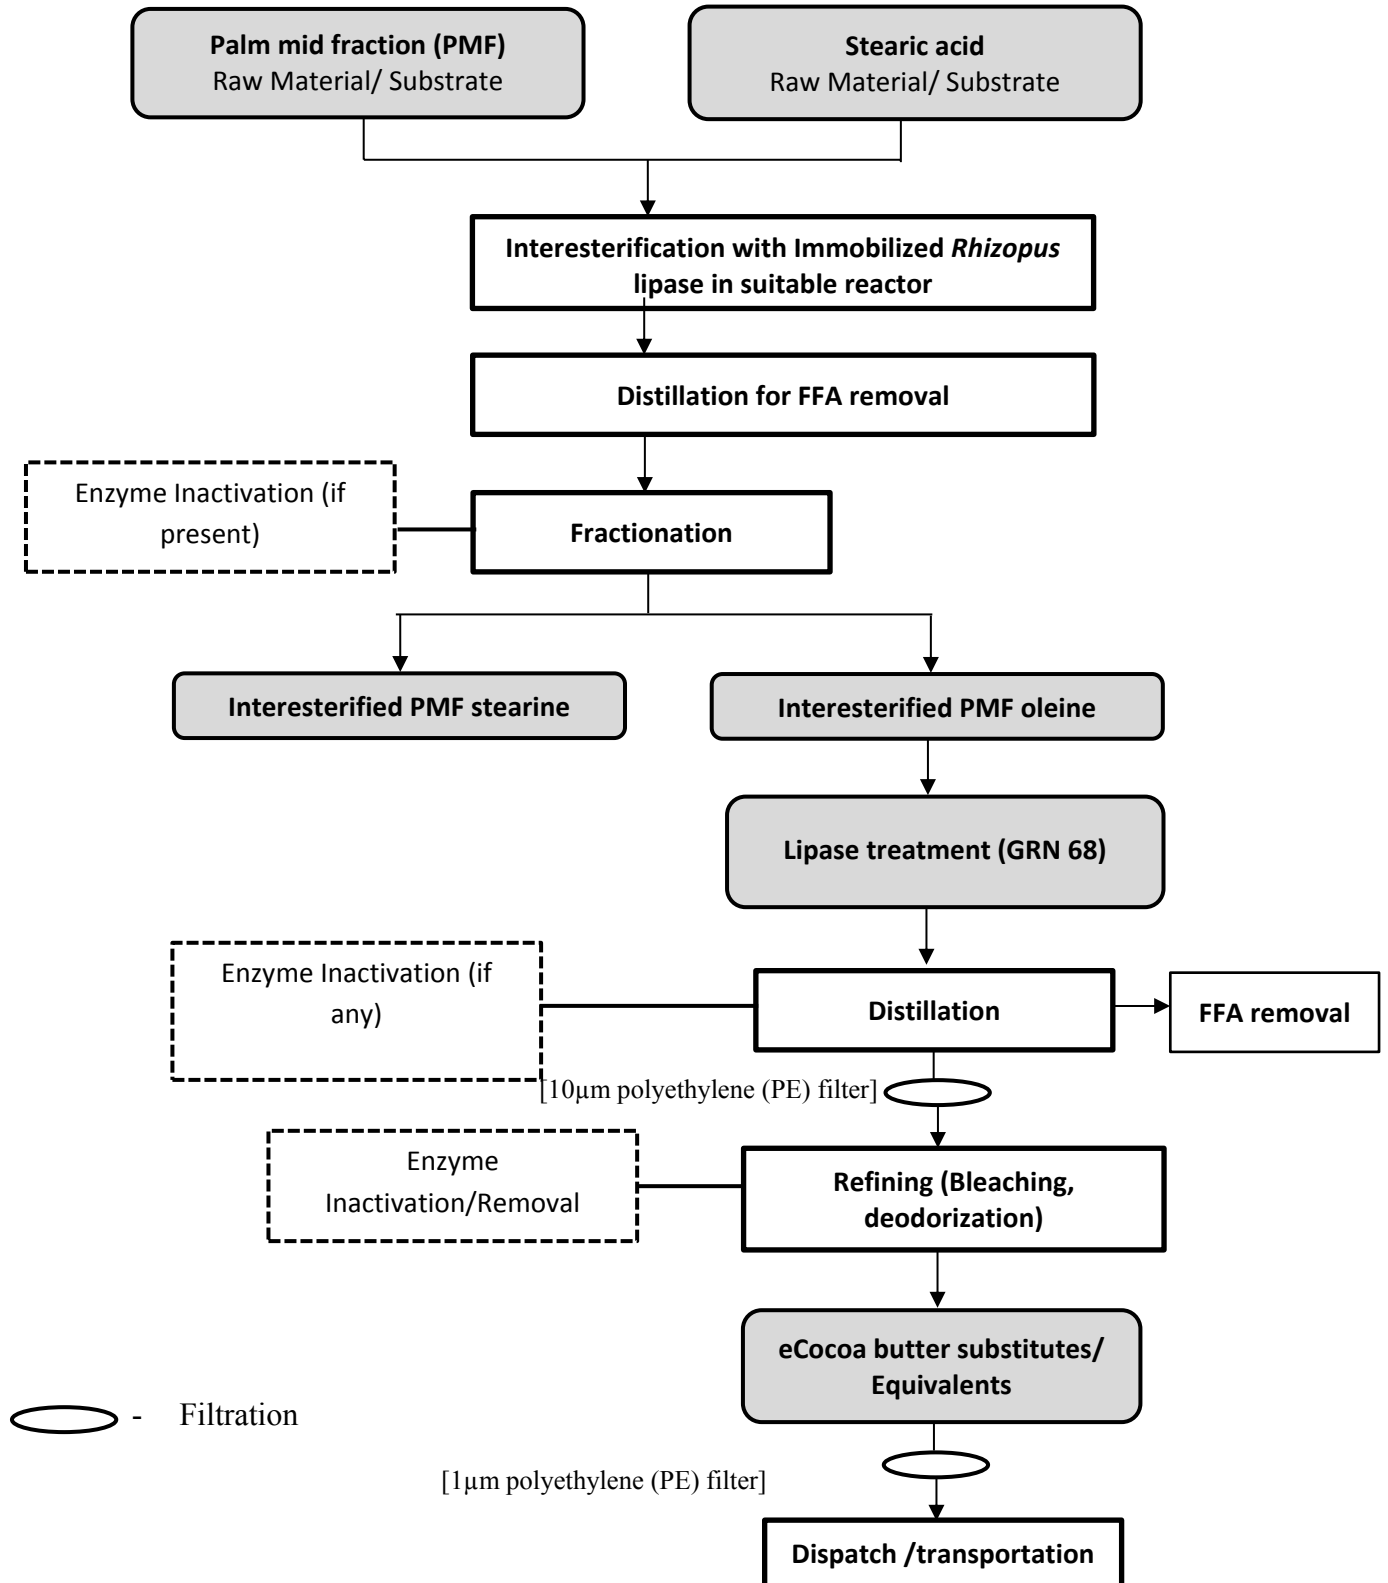 Palm mid fraction (PMF)
Raw Material/ Substrate
Stearic acid
Raw Material/ Substrate
Interesterification with Immobilized Rhizopus
lipase in suitable reactor
Distillation for FFA removal
Enzyme Inactivation (if
present)
Fractionation
Interesterified PMF stearine
Interesterified PMF oleine
Lipase treatment (GRN 68)
Enzyme Inactivation (if
any)
Distillation
FFA removal
[10µm polyethylene (PE) filter]
Enzyme
Inactivation/Removal
Refining (Bleaching,
deodorization)
eCocoa butter substitutes/
Equivalents
- Filtration
[1µm polyethylene (PE) filter]
Dispatch /transportation